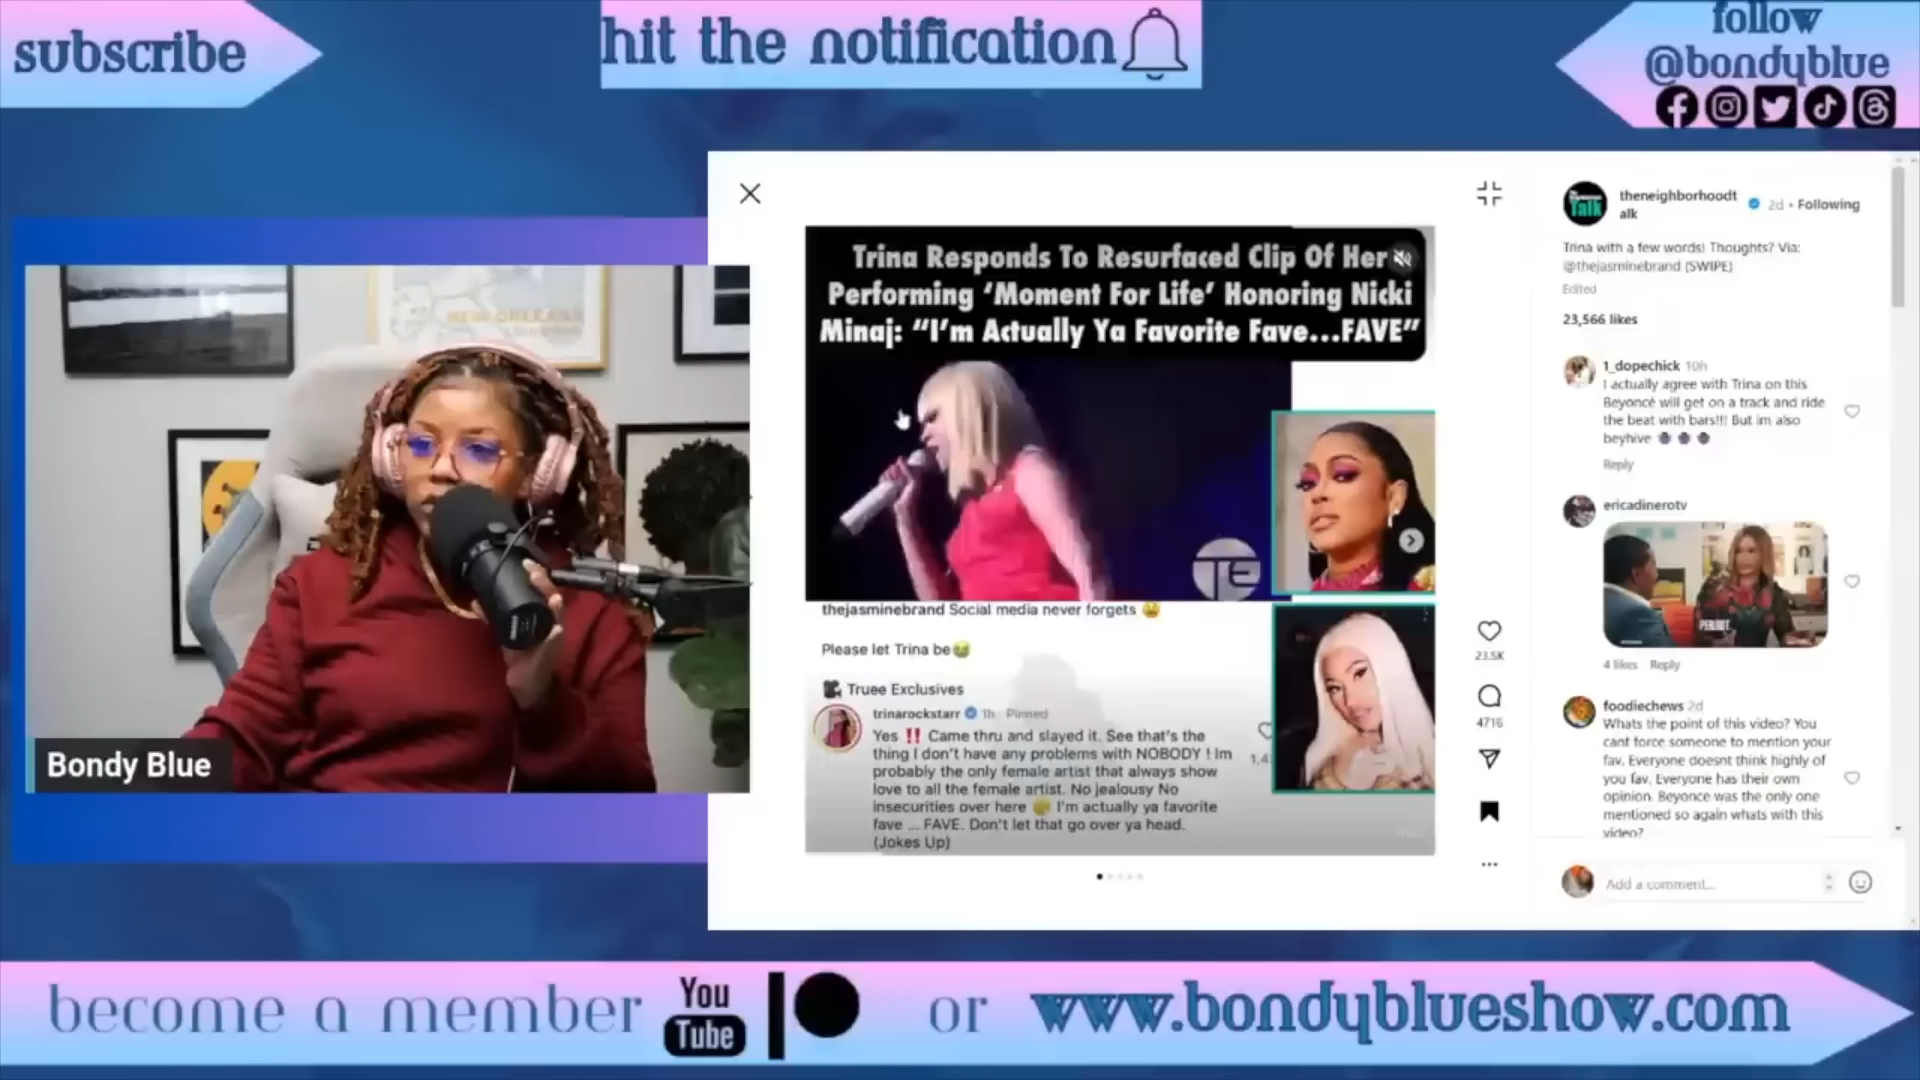 subscribe
hit the notification
follow
@bondyblue
NEW ORLEANS
Bondy Blue
Trina Responds To Resurfaced Clip Of Her
Performing ‘Moment For Life’ Honoring Nicki
Minaj: “I’m Actually Ya Favorite Fave...FAVE”
TE
thejasminebrand Social media never forgets 😩
Please let Trina be😭
🎥 Truee Exclusives
trinarockstarr 1h Pinned
Yes ‼️ Came thru and slayed it. See that's the
thing I don't have any problems with NOBODY ! Im
probably the only female artist that always show
love to all the female artist. No jealousy No
insecurities over here I'm actually ya favorite
fave ... FAVE. Don't let that go over ya head.
(Jokes Up)
23.5K
4716
Talk
theneighborhoodt
alk
2d • Following
Trina with a few words! Thoughts? Via:
@thejasminebrand (SWIPE)
Edited
23,566 likes
1_dopechick 10h
I actually agree with Trina on this
Beyoncé will get on a track and ride
the beat with bars!!! But im also
beyhive
Reply
ericadinerotv
PERIOT
4 likes Reply
foodiechews 2d
Whats the point of this video? You
cant force someone to mention your
fav. Everyone doesnt think highly of
you fav. Everyone has their own
opinion. Beyonce was the only one
mentioned so again whats with this
video?
Add a comment...
become a member
You
Tube
or
www.bondyblueshow.com